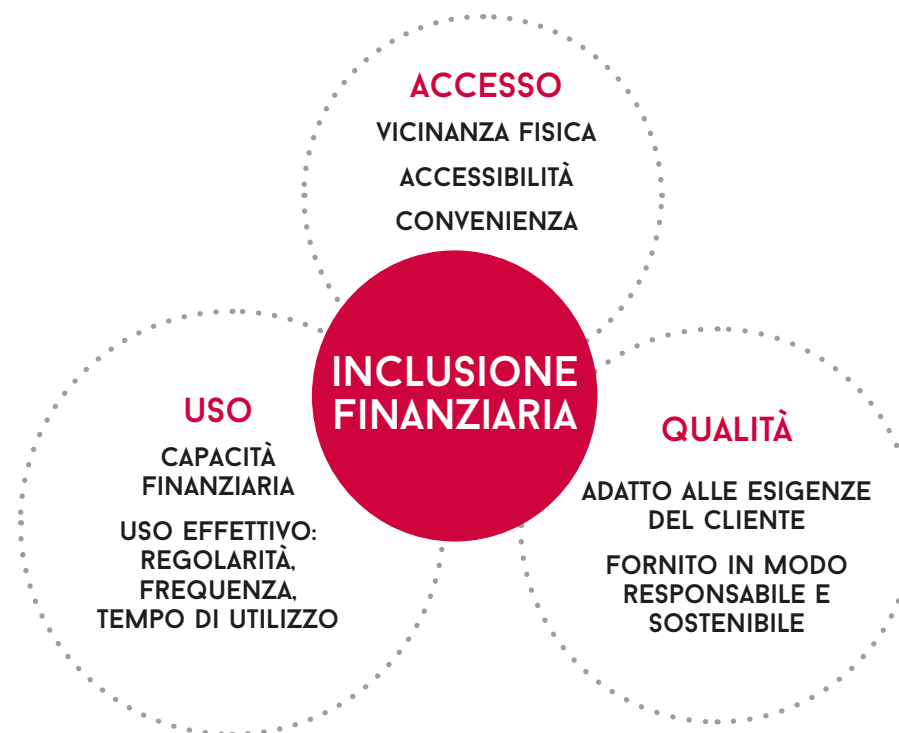 ACCESSO
VICINANZA FISICA
ACCESSIBILITÀ
CONVENIENZA
INCLUSIONE
FINANZIARIA
USO
CAPACITÀ
FINANZIARIA
USO EFFETTIVO:
REGOLARITÀ,
FREQUENZA,
TEMPO DI UTILIZZO
QUALITÀ
ADATTO ALLE ESIGENZE
DEL CLIENTE
FORNITO IN MODO
RESPONSABILE E
SOSTENIBILE